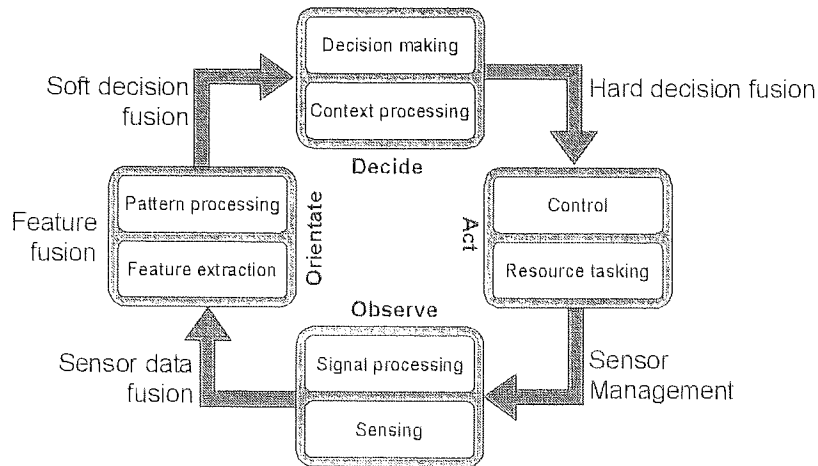 Decision making
Context processing
Decide
Soft decision
fusion
Hard decision fusion
Pattern processing
Feature extraction
Orientate
Feature
fusion
Control
Resource tasking
Act
Observe
Signal processing
Sensing
Sensor data
fusion
Sensor
Management